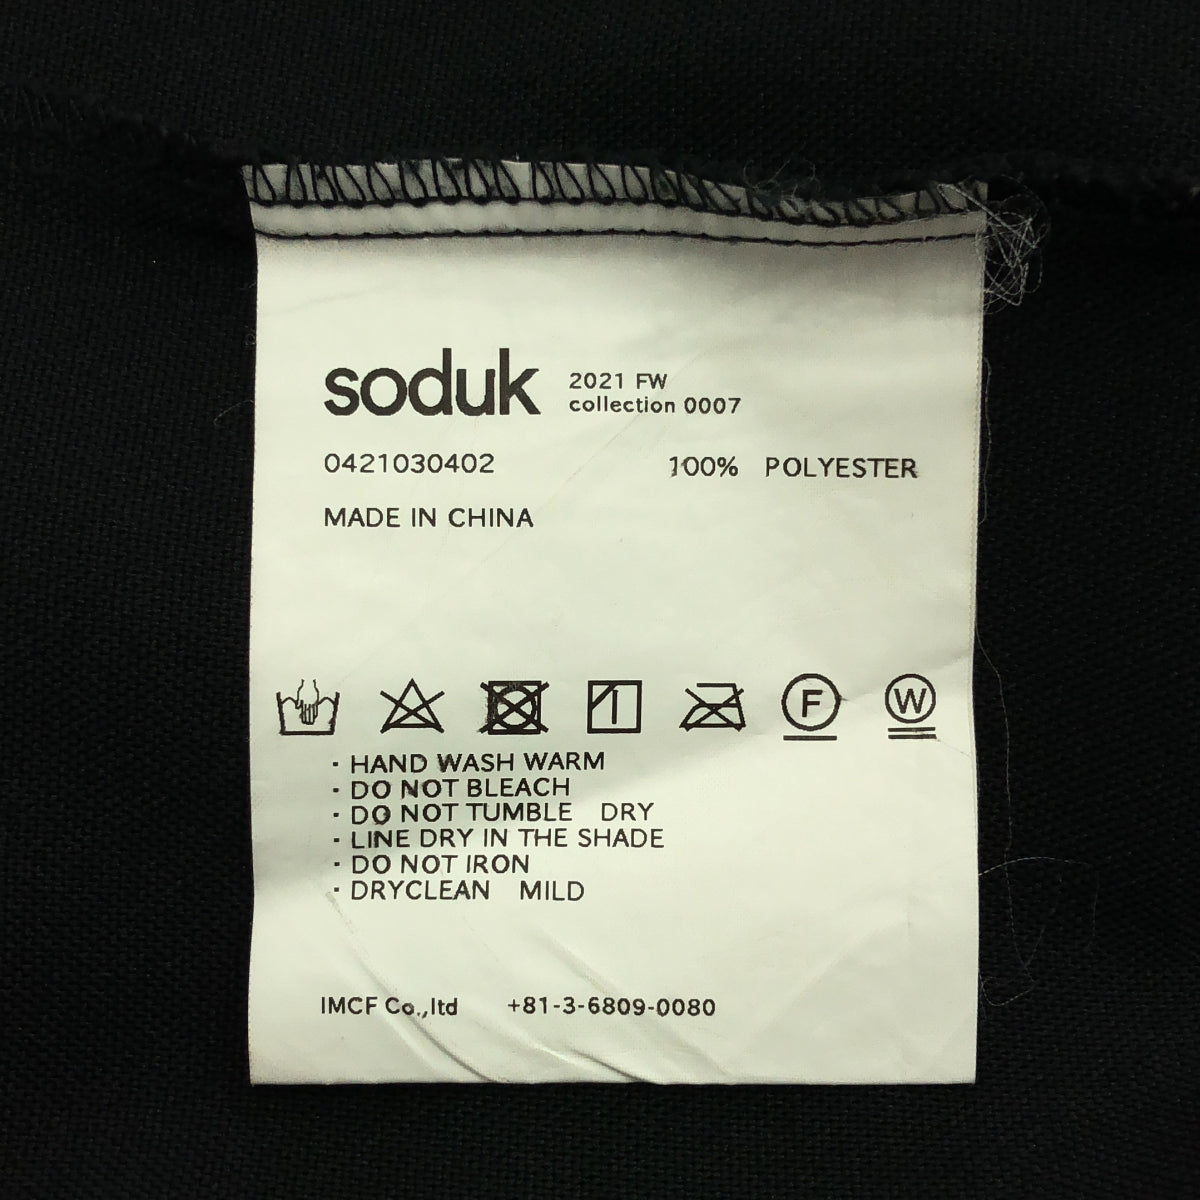 soduk
2021 FW
collection 0007
0421030402 100% POLYESTER
MADE IN CHINA
F W
· HAND WASH WARM
· DO NOT BLEACH
· DO NOT TUMBLE DRY
· LINE DRY IN THE SHADE
· DO NOT IRON
· DRYCLEAN MILD
IMCF Co.,ltd +81-3-6809-0080